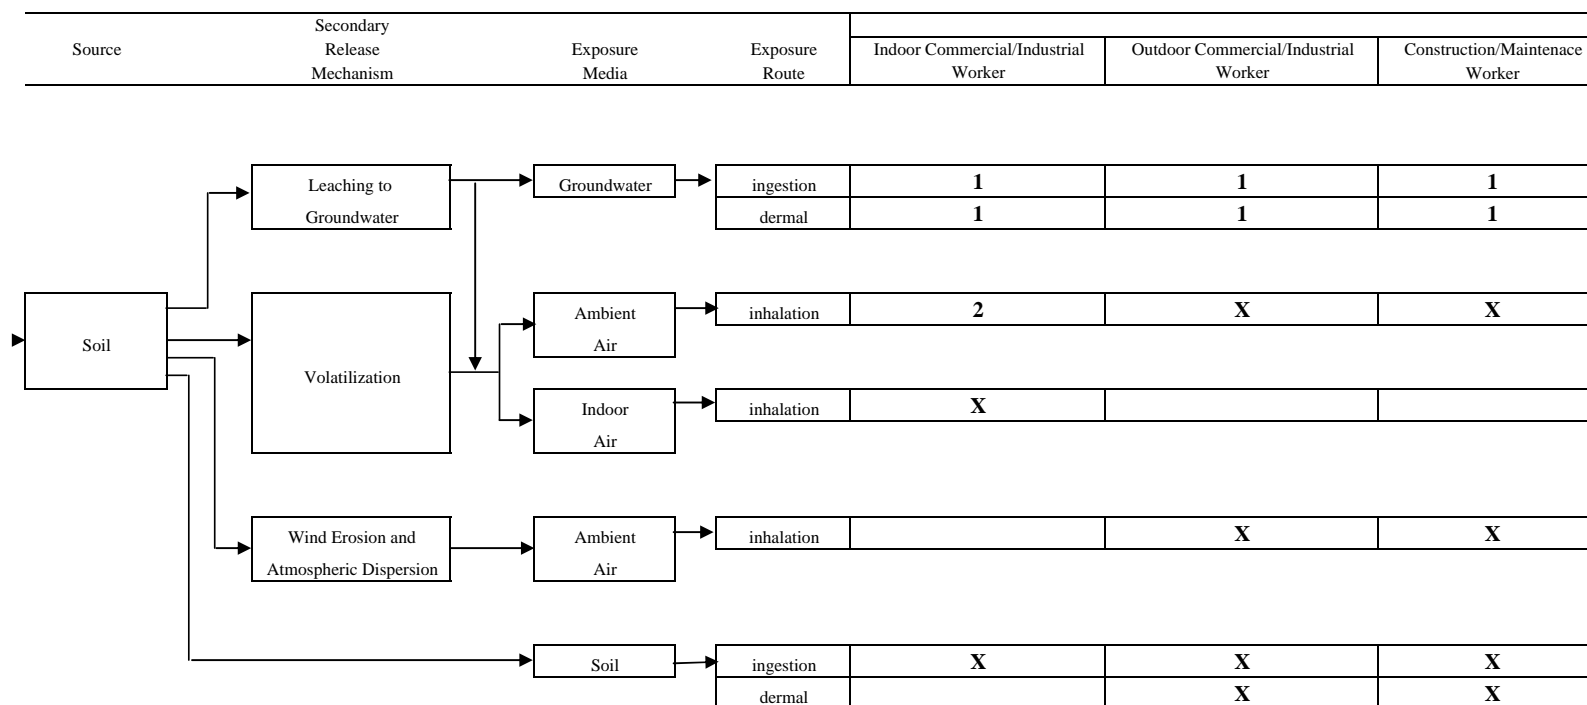 Source
Secondary
Release
Mechanism
Exposure
Media
Exposure
Route
Indoor Commercial/Industrial
Worker
Outdoor Commercial/Industrial
Worker
Construction/Maintenace
Worker
Leaching to
Groundwater
Groundwater
ingestion
1
1
1
dermal
1
1
1
Soil
Volatilization
Ambient
Air
inhalation
2
X
X
Indoor
Air
inhalation
X
Wind Erosion and
Atmospheric Dispersion
Ambient
Air
inhalation
X
X
Soil
ingestion
X
X
X
dermal
X
X